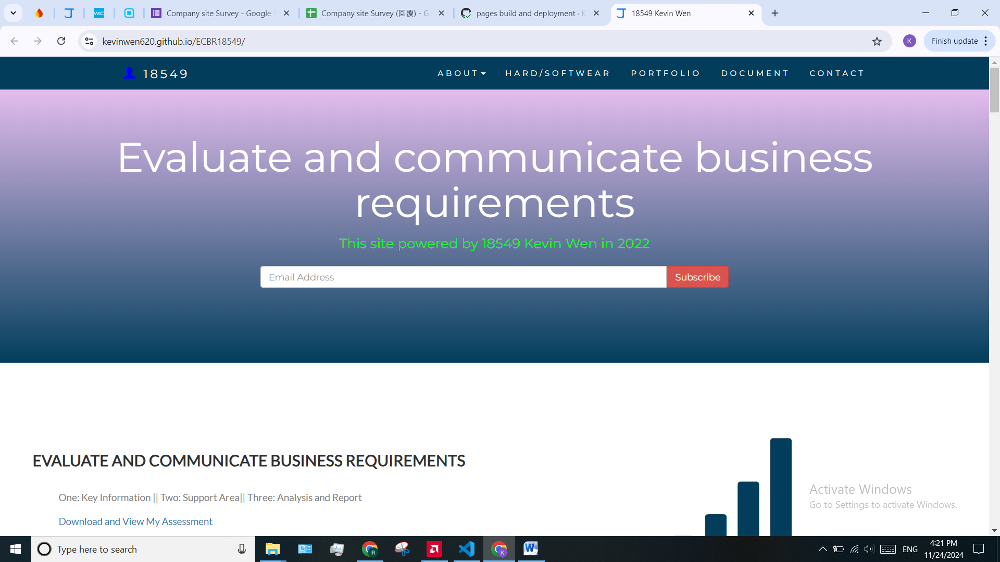 Company site Survey - Google
Company site Survey (回覆) - G
pages build and deployment · K
18549 Kevin Wen
kevinwen620.github.io/ECBR18549/
K
Finish update
18549
ABOUT
HARD/SOFTWEAR
PORTFOLIO
DOCUMENT
CONTACT
Evaluate and communicate business
requirements
This site powered by 18549 Kevin Wen in 2022
Email Address
Subscribe
EVALUATE AND COMMUNICATE BUSINESS REQUIREMENTS
One: Key Information || Two: Support Area|| Three: Analysis and Report
Download and View My Assessment
Activate Windows
Go to Settings to activate Windows.
Type here to search
ENG
4:21 PM
11/24/2024